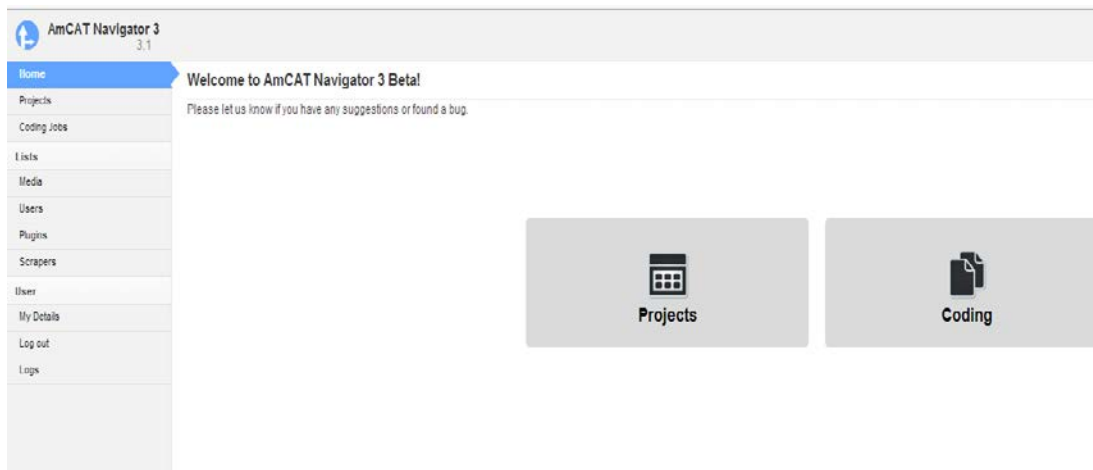 AmCAT Navigator 3
3.1
Home
Projects
Coding Jobs
Lists
Media
Users
Plugins
Scrapers
User
My Details
Log out
Logs
Welcome to AmCAT Navigator 3 Beta!
Please let us know if you have any suggestions or found a bug.
Projects
Coding